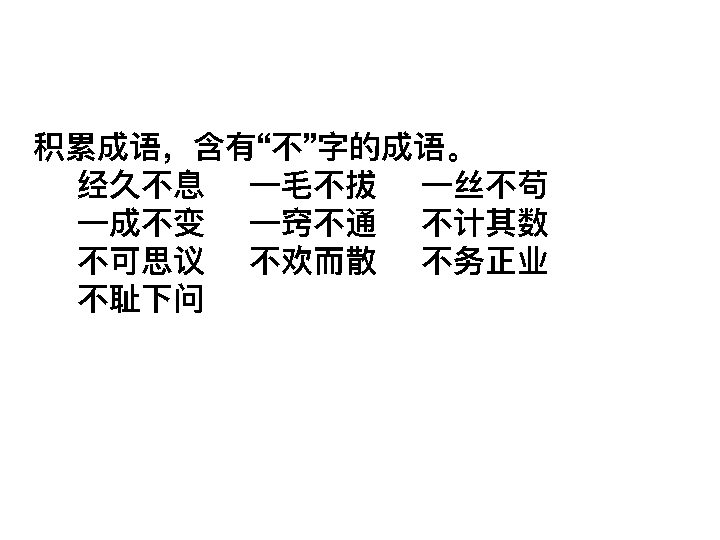 积累成语，含有“不”字的成语。
经久不息 一毛不拔 一丝不苟
一成不变 一窍不通 不计其数
不可思议 不欢而散 不务正业
不耻下问